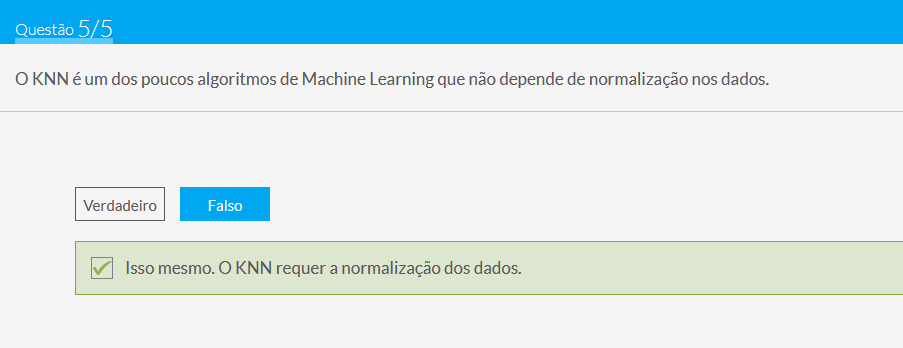 Questão 5/5
O KNN é um dos poucos algoritmos de Machine Learning que não depende de normalização nos dados.
Verdadeiro Falso
Isso mesmo. O KNN requer a normalização dos dados.